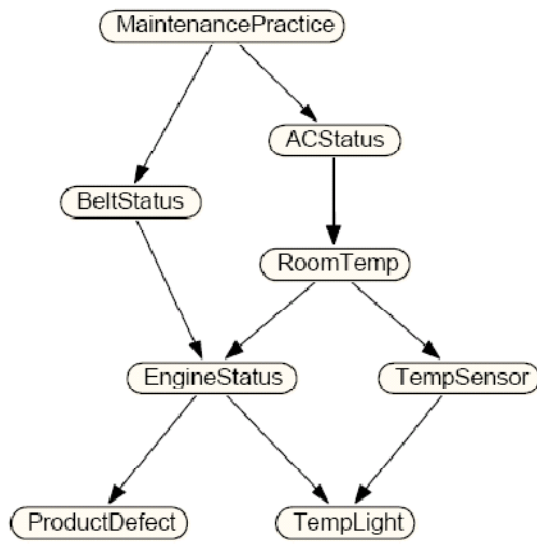 MaintenancePractice
ACStatus
BeltStatus
RoomTemp
EngineStatus
TempSensor
ProductDefect
TempLight